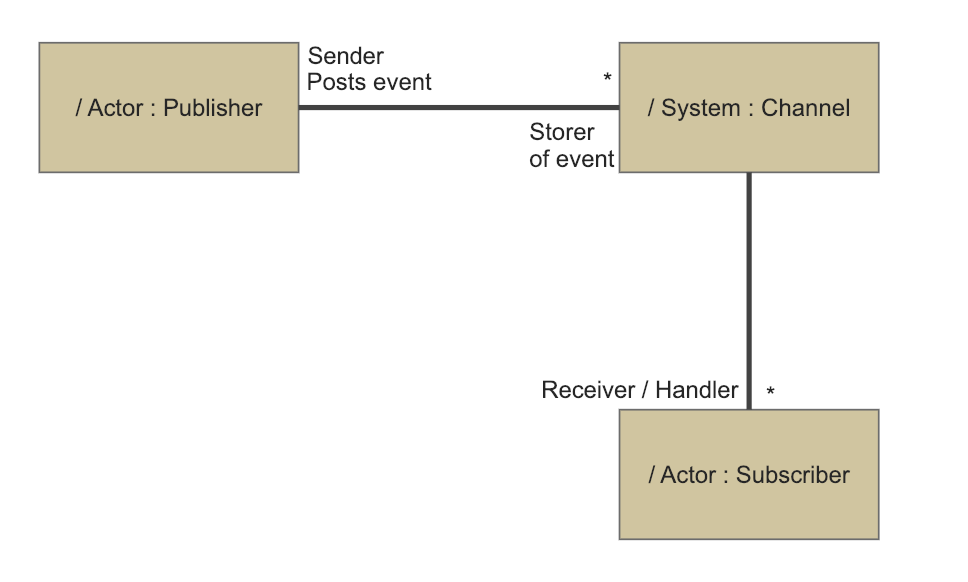 Sender
Posts event
*
/ Actor : Publisher
/ System : Channel
Storer
of event
Receiver / Handler
*
/ Actor : Subscriber